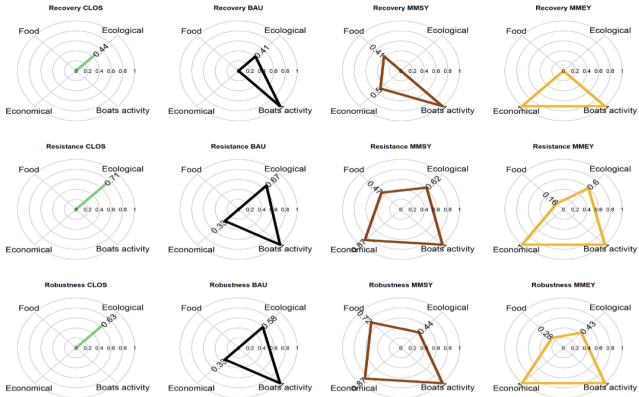 Recovery CLOS
Recovery BAU
Recovery MMSY
Recovery MMEY
Food Ecological
0.44
0 0.2 0.4 0.6 0.8 1
Economical Boats activity
Food Ecological
0.41
0 0.2 0.4 0.6 0.8 1
Economical Boats activity
Food Ecological
0.41
0 0.2 0.4 0.6 0.8 1
0.5
Economical Boats activity
Food Ecological
0 0.2 0.4 0.6 0.8 1
Economical Boats activity
Resistance CLOS
Resistance BAU
Resistance MMSY
Resistance MMEY
Food Ecological
0.71
0 0.2 0.4 0.6 0.8 1
Economical Boats activity
Food Ecological
0.67
0 0.2 0.4 0.6 0.8 1
Economical Boats activity
Food Ecological
0.62
0 0.2 0.4 0.6 0.8 1
0.87
Economical Boats activity
Food Ecological
0.6
0.16
0 0.2 0.4 0.6 0.8 1
1
Economical Boats activity
Robustness CLOS
Robustness BAU
Robustness MMSY
Robustness MMEY
Food Ecological
0.63
0 0.2 0.4 0.6 0.8 1
Economical Boats activity
Food Ecological
0.58
0 0.2 0.4 0.6 0.8 1
Economical Boats activity
Food Ecological
0.72
0.44
0 0.2 0.4 0.6 0.8 1
0.87
Economical Boats activity
Food Ecological
0.28 0.43
0 0.2 0.4 0.6 0.8 1
1
Economical Boats activity